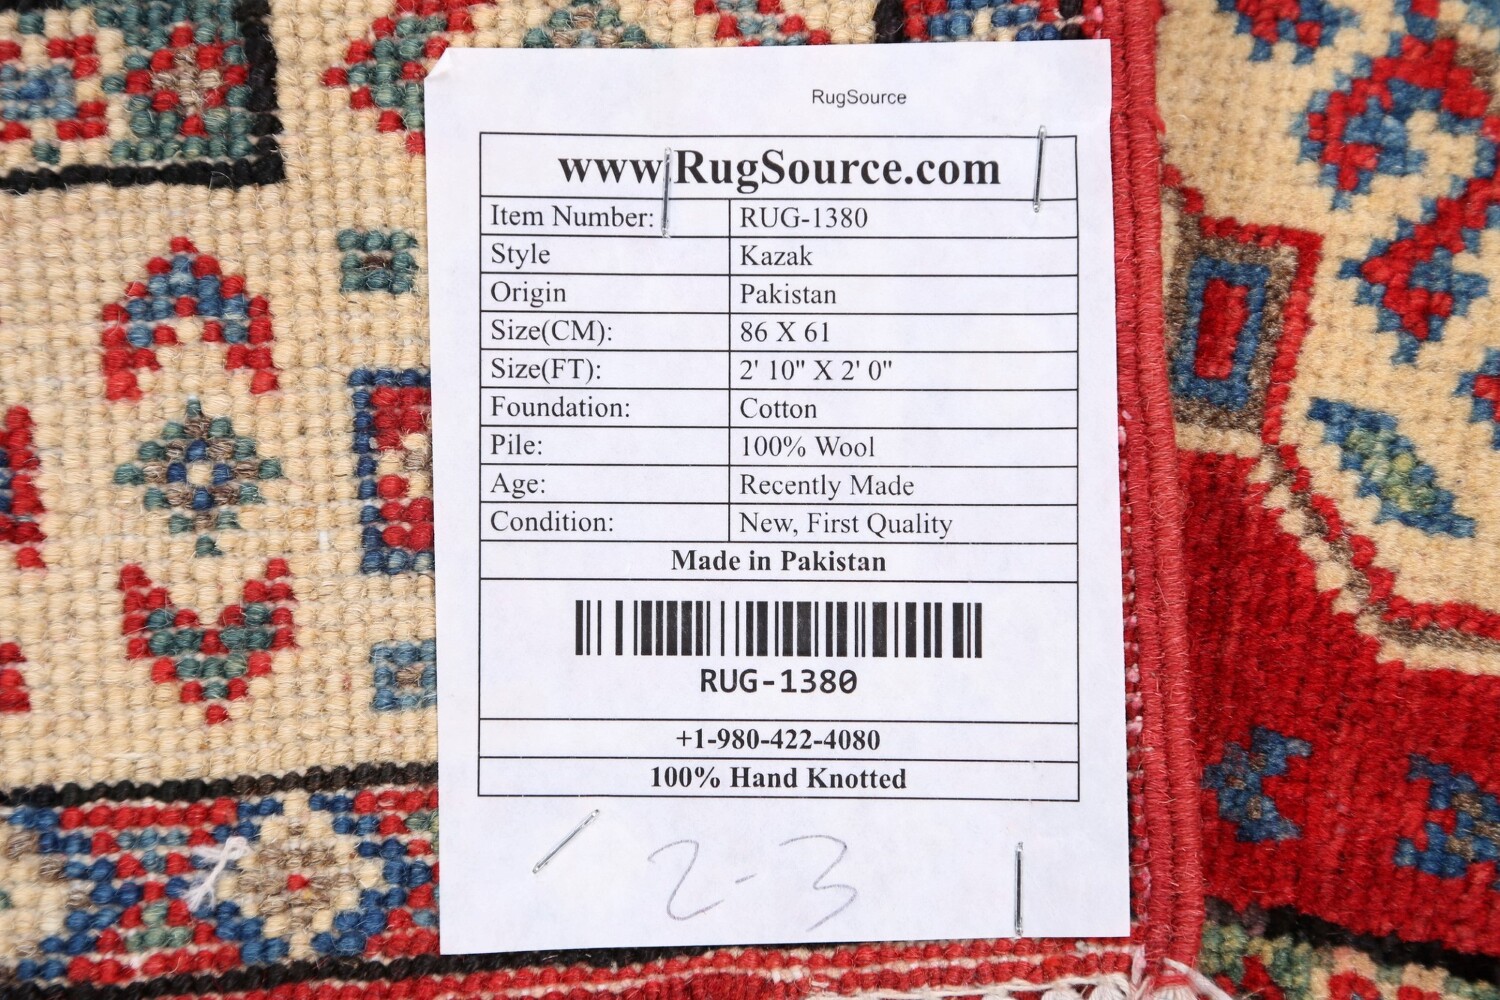 RugSource
www.RugSource.com
Item Number: RUG-1380
Style Kazak
Origin Pakistan
Size(CM): 86 X 61
Size(FT): 2' 10" X 2' 0"
Foundation: Cotton
Pile: 100% Wool
Age: Recently Made
Condition: New, First Quality
Made in Pakistan
RUG-1380
+1-980-422-4080
100% Hand Knotted
2-3